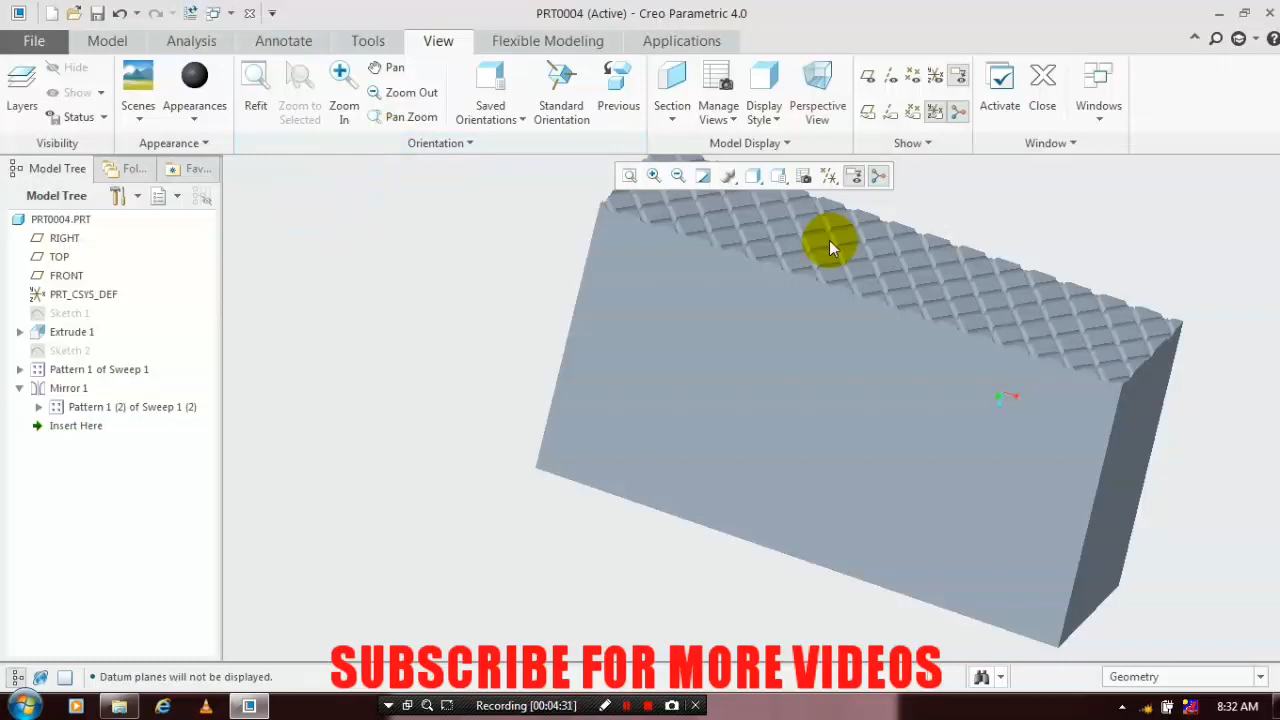 PRT0004 (Active) - Creo Parametric 4.0
File Model Analysis Annotate Tools View Flexible Modeling Applications
Layers
Hide
Show
Status
Visibility
Scenes
Appearances
Appearance
Refit
Zoom to Selected
Zoom In
Pan
Zoom Out
Pan Zoom
Saved Orientations
Standard Orientation
Previous
Orientation
Section
Manage Views
Display Style
Perspective View
Model Display
Show
Activate
Close
Windows
Window
Model Tree Fol... Fav...
Model Tree
PRT0004.PRT
RIGHT
TOP
FRONT
PRT_CSYS_DEF
Sketch 1
Extrude 1
Sketch 2
Pattern 1 of Sweep 1
Mirror 1
Pattern 1 (2) of Sweep 1 (2)
Insert Here
• Datum planes will not be displayed.
SUBSCRIBE FOR MORE VIDEOS
Geometry
Recording [00:04:31]
8:32 AM